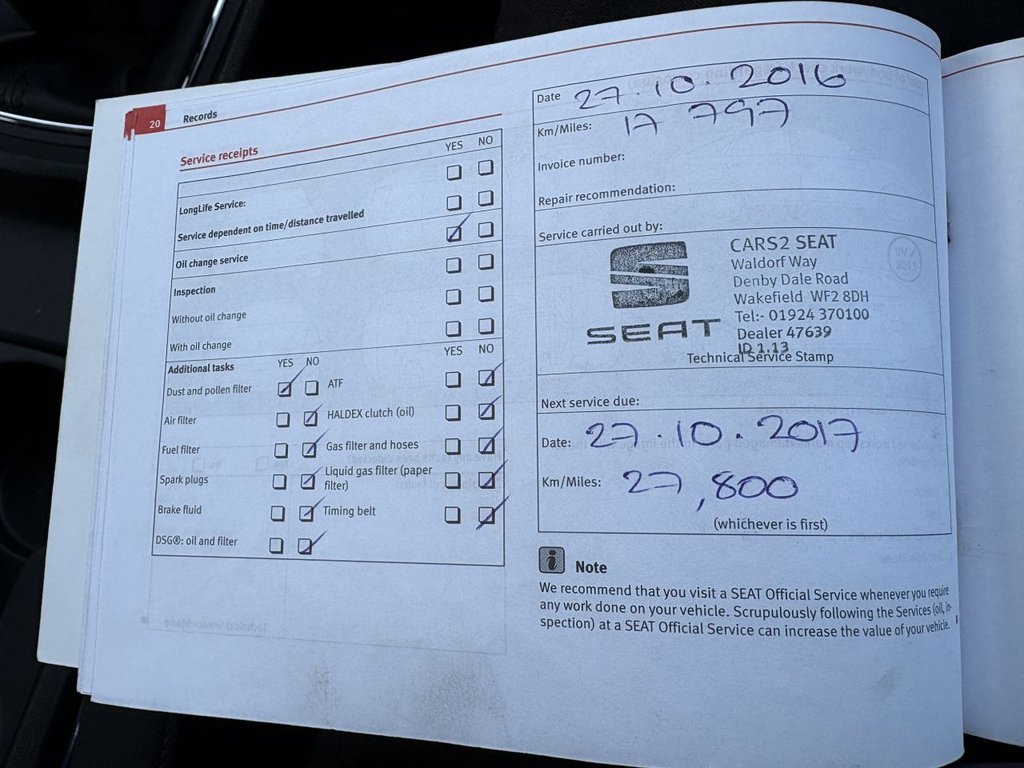 20 Records
Service receipts
YES NO
LongLife Service:
Service dependent on time/distance travelled
Oil change service
Inspection
Without oil change
With oil change
Additional tasks YES NO YES NO
Dust and pollen filter ATF
Air filter HALDEX clutch (oil)
Fuel filter Gas filter and hoses
Spark plugs Liquid gas filter (paper
filter)
Brake fluid Timing belt
DSG®: oil and filter
Date 27.10.2016
Km/Miles: 17 797
Invoice number:
Repair recommendation:
Service carried out by:
SEAT
CARS2 SEAT
Waldorf Way
Denby Dale Road
Wakefield WF2 8DH
Tel:- 01924 370100
Dealer 47639
ID 1.13
Technical Service Stamp
Next service due:
Date: 27.10.2017
Km/Miles: 27,800
(whichever is first)
i Note
We recommend that you visit a SEAT Official Service whenever you require
any work done on your vehicle. Scrupulously following the Services (oil, in-
spection) at a SEAT Official Service can increase the value of your vehicle.